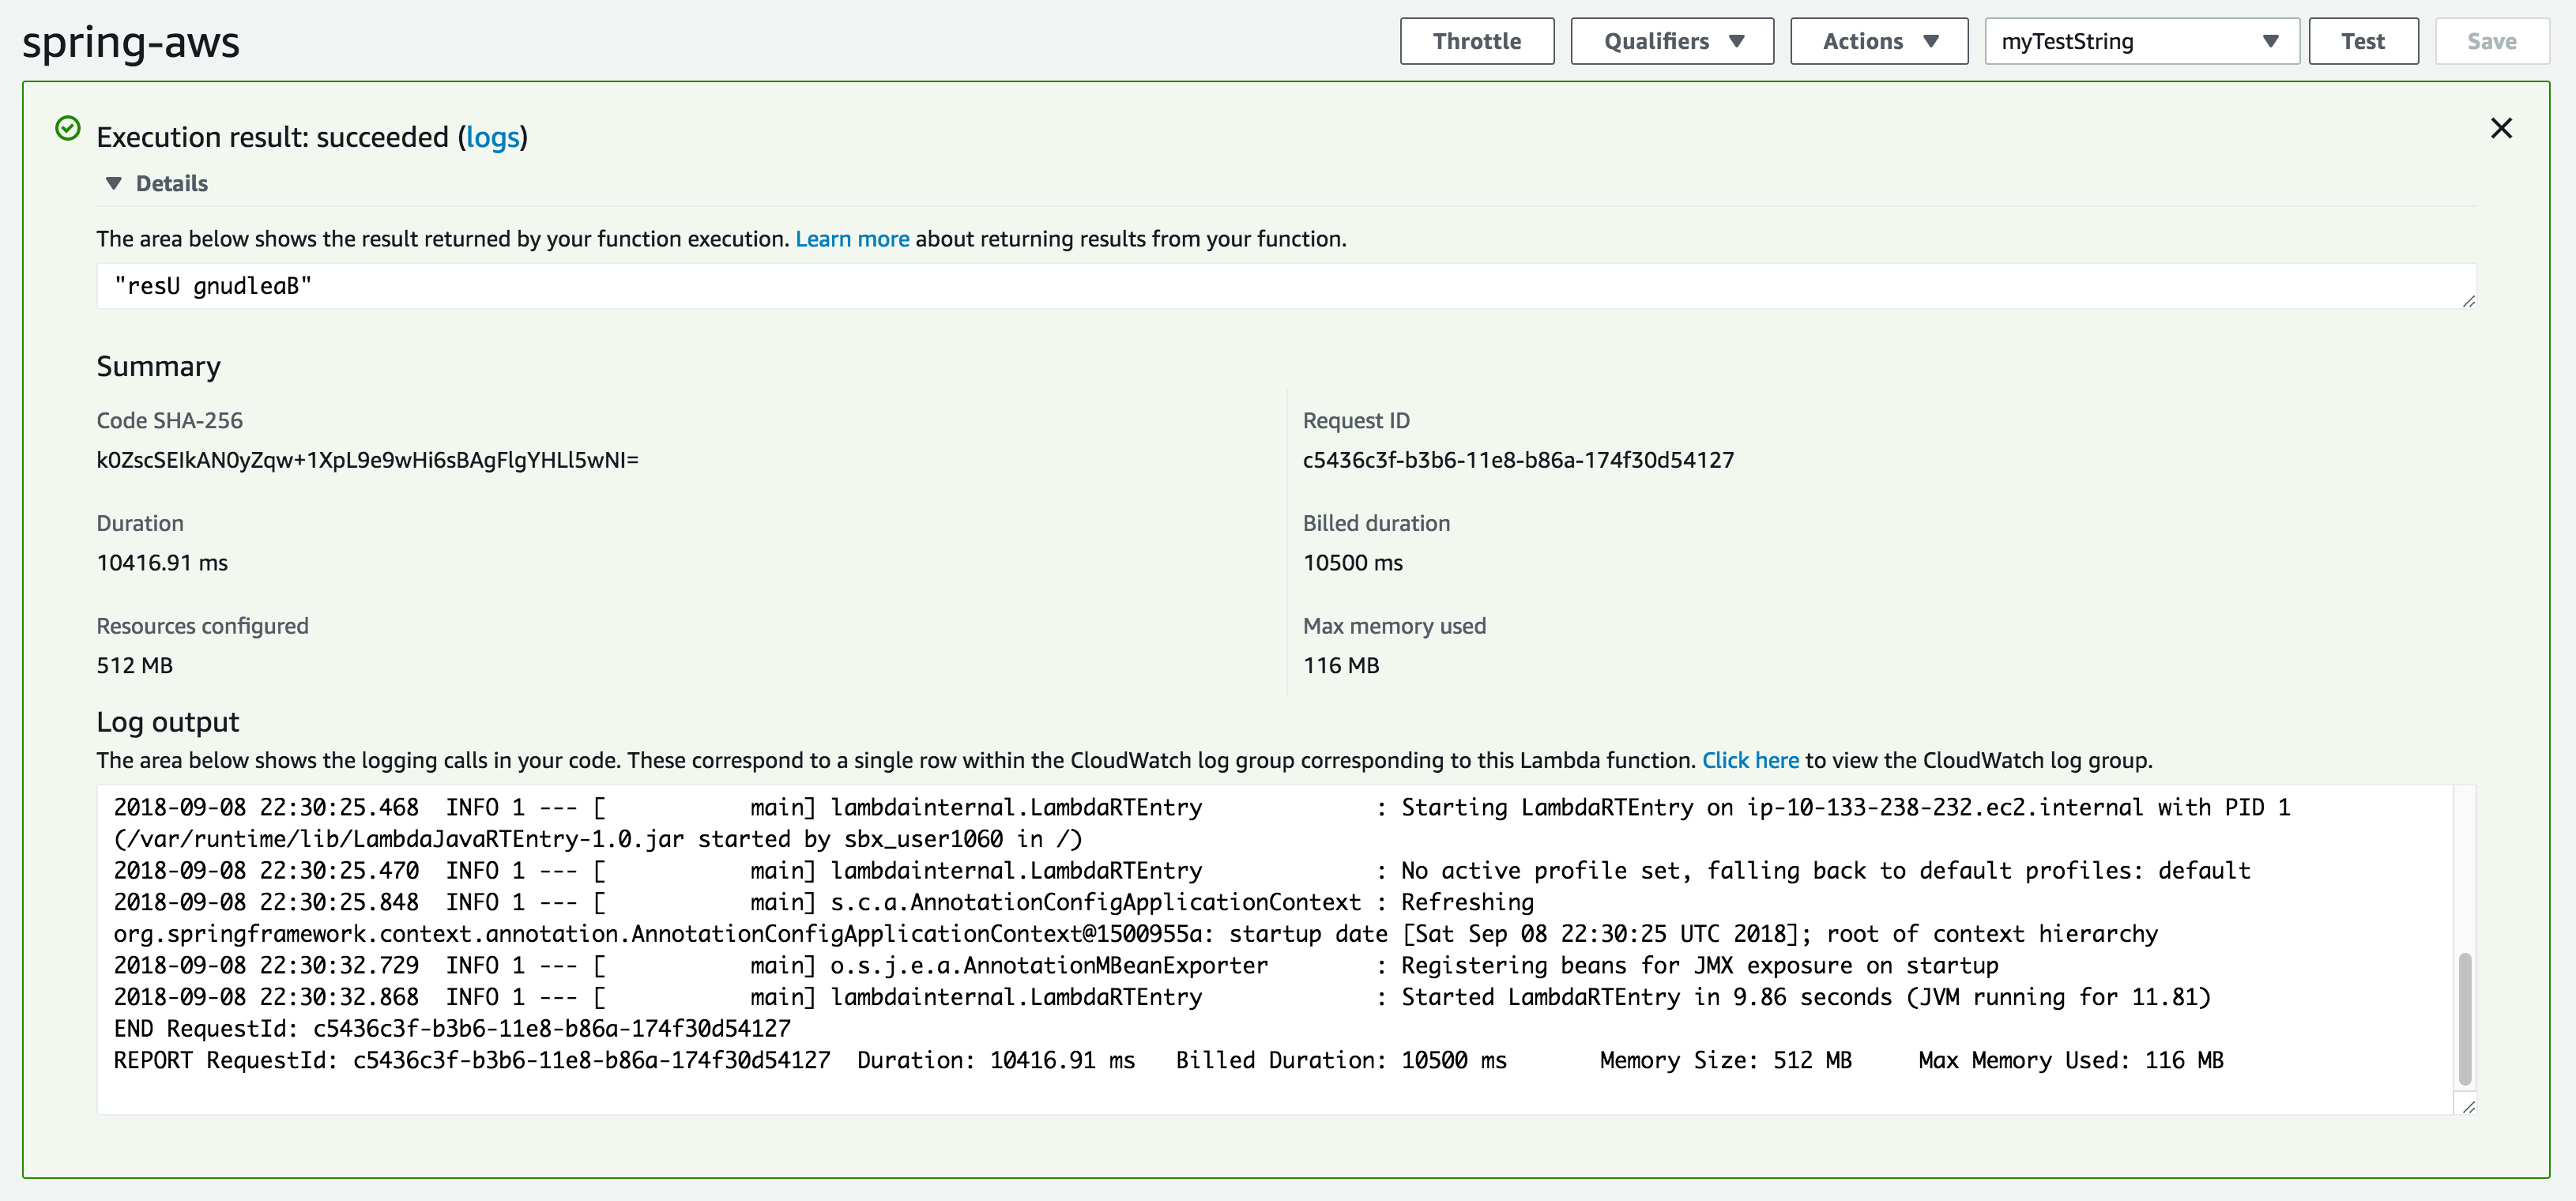 spring-aws
Throttle
Qualifiers
Actions
myTestString
Test
Save
Execution result: succeeded (logs)
Details
The area below shows the result returned by your function execution. Learn more about returning results from your function.
"resU gnudleaB"
Summary
Code SHA-256
k0ZscSEIkAN0yZqw+1XpL9e9wHi6sBAgFlgYHLl5wNI=
Request ID
c5436c3f-b3b6-11e8-b86a-174f30d54127
Duration
10416.91 ms
Billed duration
10500 ms
Resources configured
512 MB
Max memory used
116 MB
Log output
The area below shows the logging calls in your code. These correspond to a single row within the CloudWatch log group corresponding to this Lambda function. Click here to view the CloudWatch log group.
2018-09-08 22:30:25.468  INFO 1 --- [           main] lambdainternal.LambdaRTEntry             : Starting LambdaRTEntry on ip-10-133-238-232.ec2.internal with PID 1
(/var/runtime/lib/LambdaJavaRTEntry-1.0.jar started by sbx_user1060 in /)
2018-09-08 22:30:25.470  INFO 1 --- [           main] lambdainternal.LambdaRTEntry             : No active profile set, falling back to default profiles: default
2018-09-08 22:30:25.848  INFO 1 --- [           main] s.c.a.AnnotationConfigApplicationContext : Refreshing
org.springframework.context.annotation.AnnotationConfigApplicationContext@1500955a: startup date [Sat Sep 08 22:30:25 UTC 2018]; root of context hierarchy
2018-09-08 22:30:32.729  INFO 1 --- [           main] o.s.j.e.a.AnnotationMBeanExporter        : Registering beans for JMX exposure on startup
2018-09-08 22:30:32.868  INFO 1 --- [           main] lambdainternal.LambdaRTEntry             : Started LambdaRTEntry in 9.86 seconds (JVM running for 11.81)
END RequestId: c5436c3f-b3b6-11e8-b86a-174f30d54127
REPORT RequestId: c5436c3f-b3b6-11e8-b86a-174f30d54127  Duration: 10416.91 ms   Billed Duration: 10500 ms       Memory Size: 512 MB     Max Memory Used: 116 MB